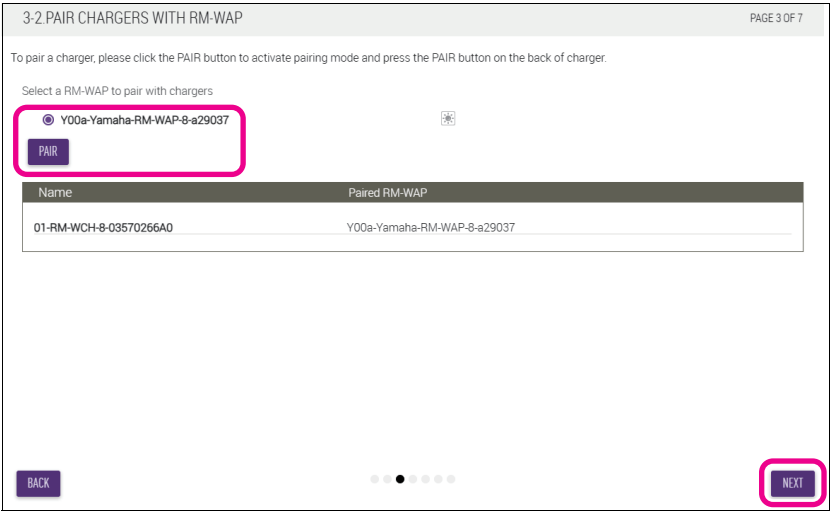 3-2.PAIR CHARGERS WITH RM-WAP PAGE 3 OF 7
To pair a charger, please click the PAIR button to activate pairing mode and press the PAIR button on the back of charger.
Select a RM-WAP to pair with chargers
Y00a-Yamaha-RM-WAP-8-a29037
PAIR
Name Paired RM-WAP
01-RM-WCH-8-03570266A0 Y00a-Yamaha-RM-WAP-8-a29037
BACK NEXT